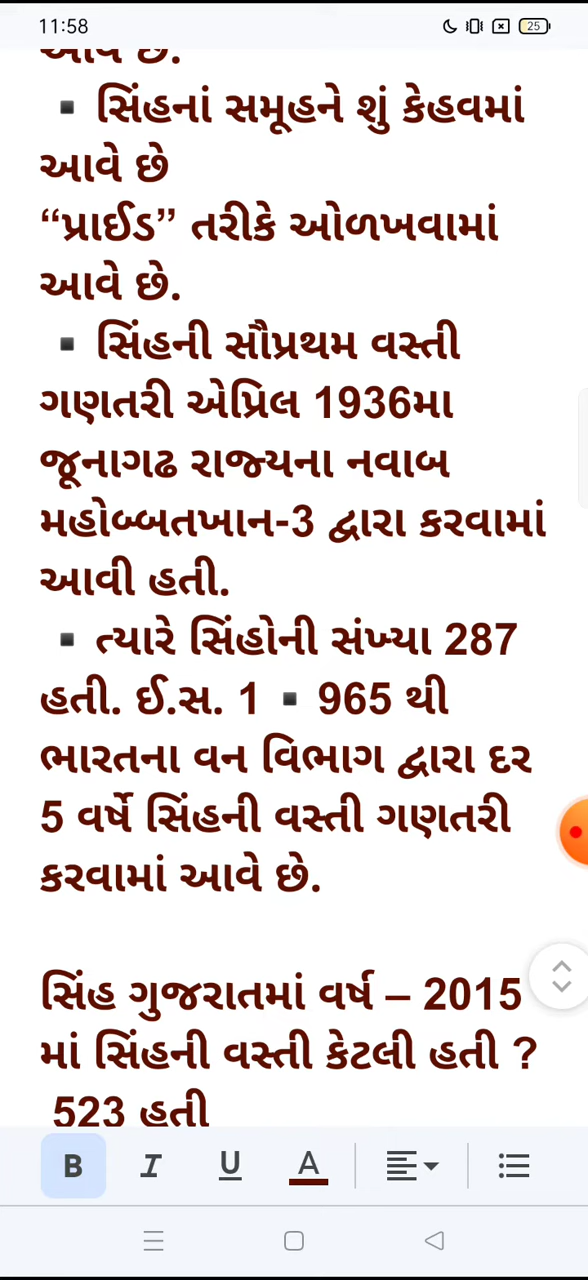 11:58
25
આવે છે.
▪ સિંહનાં સમૂહને શું કેહવમાં
આવે છે
“પ્રાઈડ” તરીકે ઓળખવામાં
આવે છે.
▪ સિંહની સૌપ્રથમ વસ્તી
ગણતરી એપ્રિલ 1936મા
જૂનાગઢ રાજ્યના નવાબ
મહોબ્બતખાન-3 દ્વારા કરવામાં
આવી હતી.
▪ ત્યારે સિંહોની સંખ્યા 287
હતી. ઈ.સ. 1 ▪ 965 થી
ભારતના વન વિભાગ દ્વારા દર
5 વર્ષે સિંહની વસ્તી ગણતરી
કરવામાં આવે છે.
સિંહ ગુજરાતમાં વર્ષ – 2015
માં સિંહની વસ્તી કેટલી હતી ?
523 હતી
B I U A